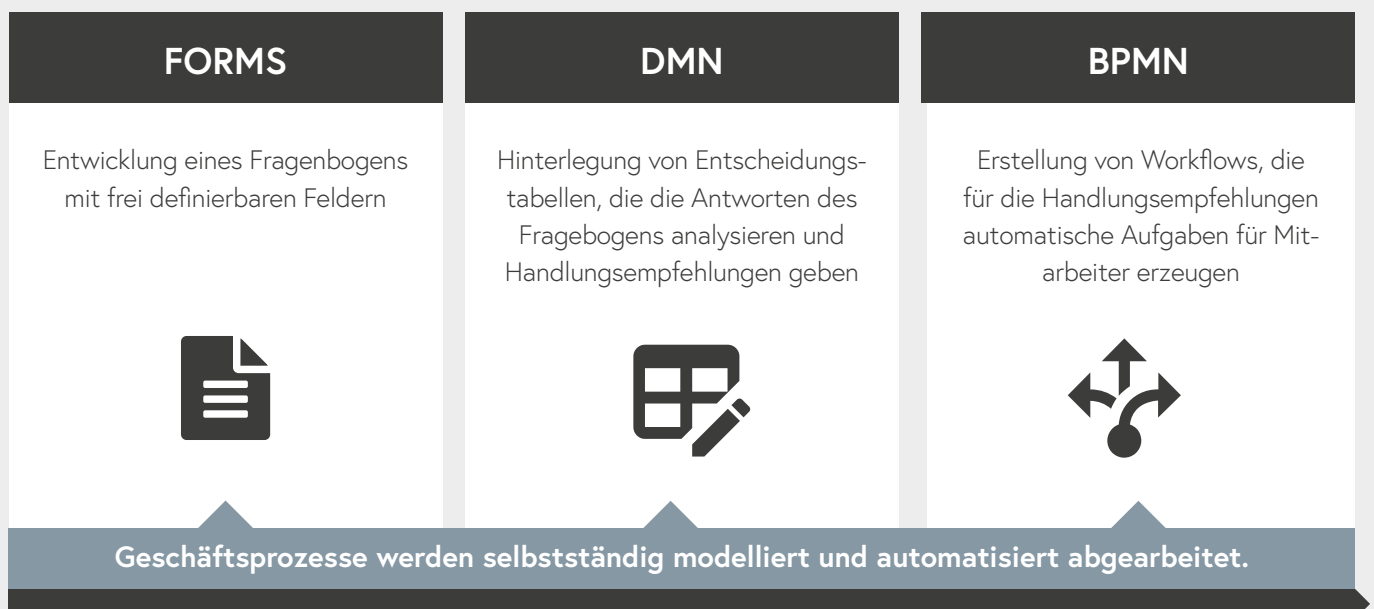 FORMS
Entwicklung eines Fragenbogens
mit frei definierbaren Feldern
DMN
Hinterlegung von Entscheidungs-
tabellen, die die Antworten des
Fragebogens analysieren und
Handlungsempfehlungen geben
BPMN
Erstellung von Workflows, die
für die Handlungsempfehlungen
automatische Aufgaben für Mit-
arbeiter erzeugen
Geschäftsprozesse werden selbstständig modelliert und automatisiert abgearbeitet.